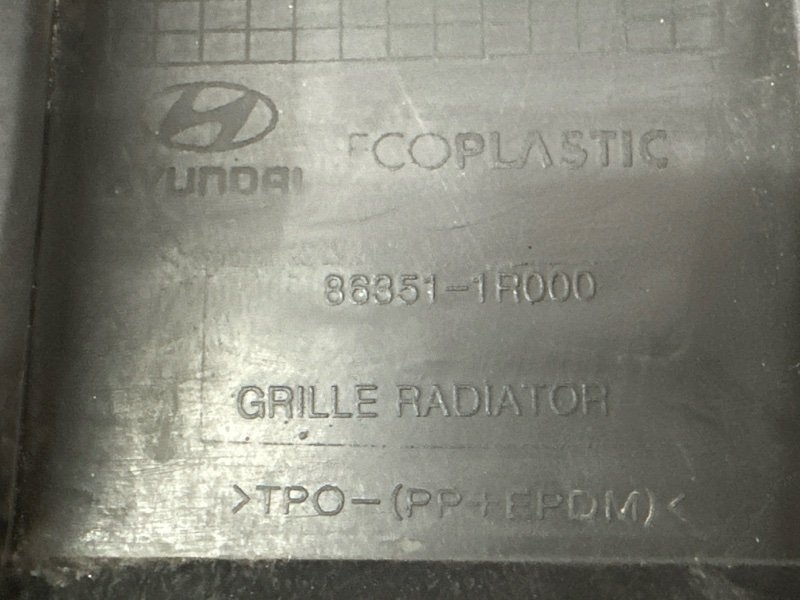 HYUNDAI ECOPLASTIC
86351-1R000
GRILLE RADIATOR
>TPO-(PP+EPDM)<